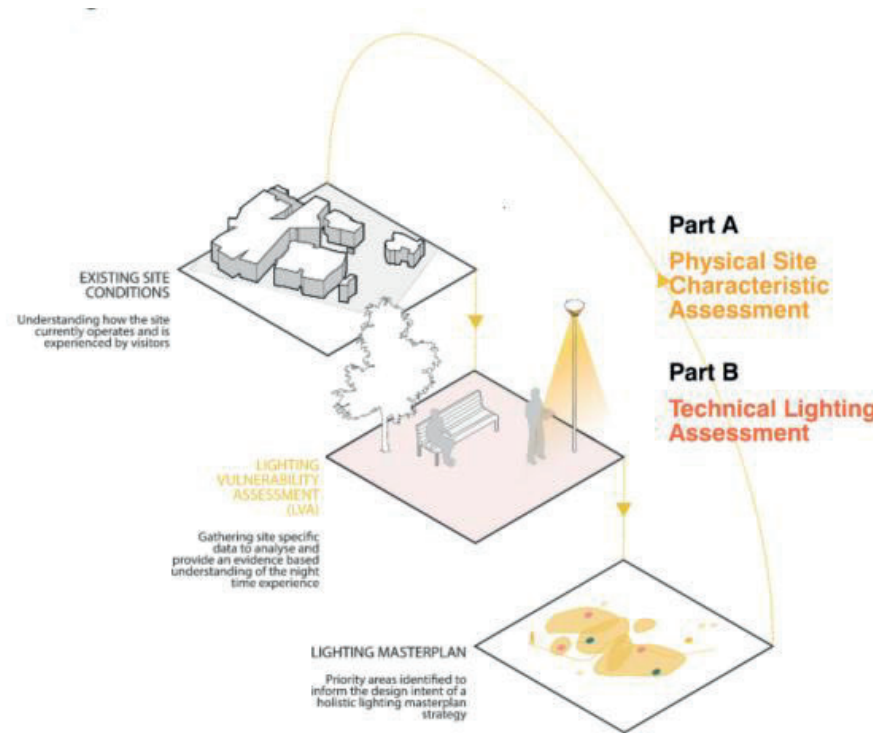 EXISTING SITE
CONDITIONS
Understanding how the site
currently operates and is
experienced by visitors
Part A
Physical Site
Characteristic
Assessment
Part B
Technical Lighting
Assessment
LIGHTING
VULNERABILITY
ASSESSMENT
(LVA)
Gathering site specific
data to analyse and
provide an evidence based
understanding of the night
time experience
LIGHTING MASTERPLAN
Priority areas identified to
inform the design intent of a
holistic lighting masterplan
strategy